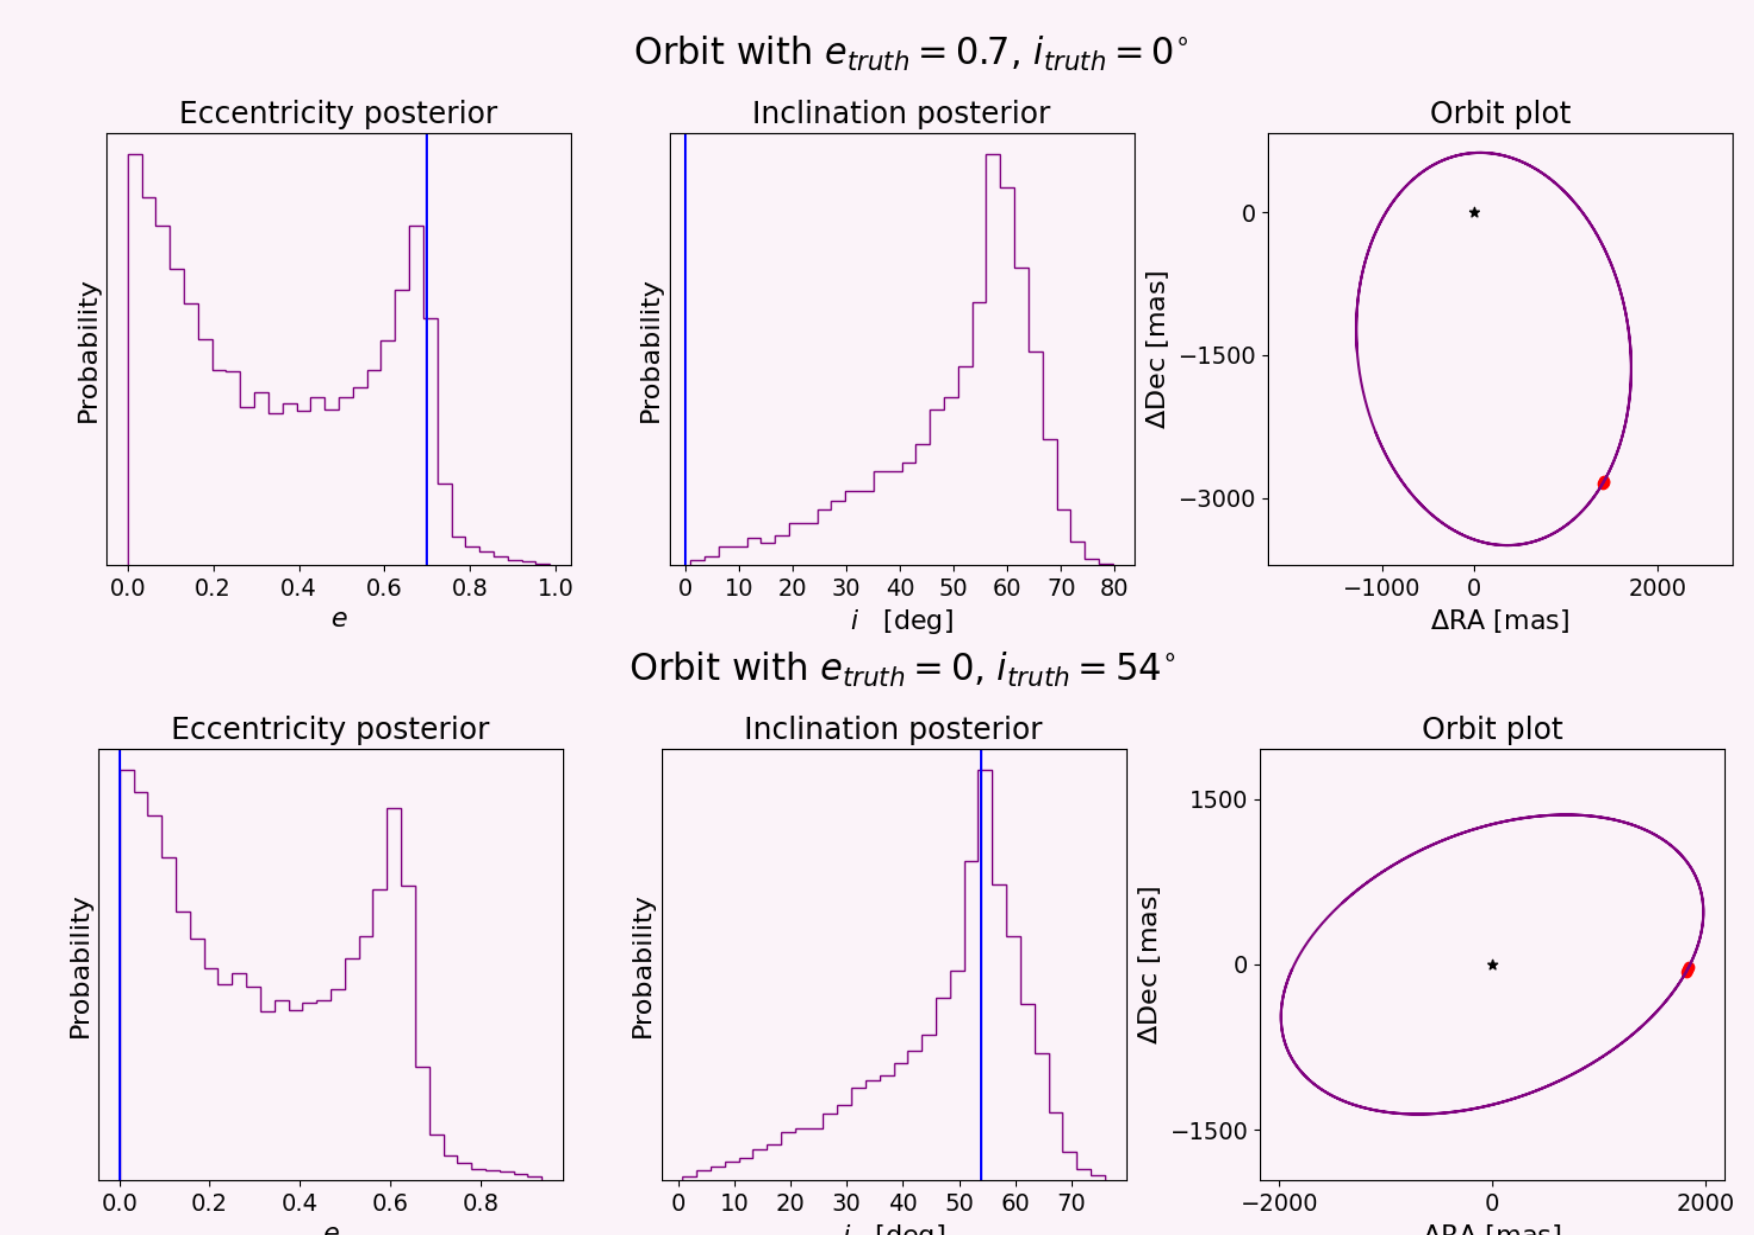 Orbit with e_truth = 0.7, i_truth = 0°
Eccentricity posterior
Probability
0.0 0.2 0.4 0.6 0.8 1.0
e
Inclination posterior
Probability
0 10 20 30 40 50 60 70 80
i [deg]
Orbit plot
ΔDec [mas]
0
−1500
−3000
−1000 0 2000
ΔRA [mas]
Orbit with e_truth = 0, i_truth = 54°
Eccentricity posterior
Probability
0.0 0.2 0.4 0.6 0.8
e
Inclination posterior
Probability
0 10 20 30 40 50 60 70
i [deg]
Orbit plot
ΔDec [mas]
1500
0
−1500
−2000 0 2000
ΔRA [mas]